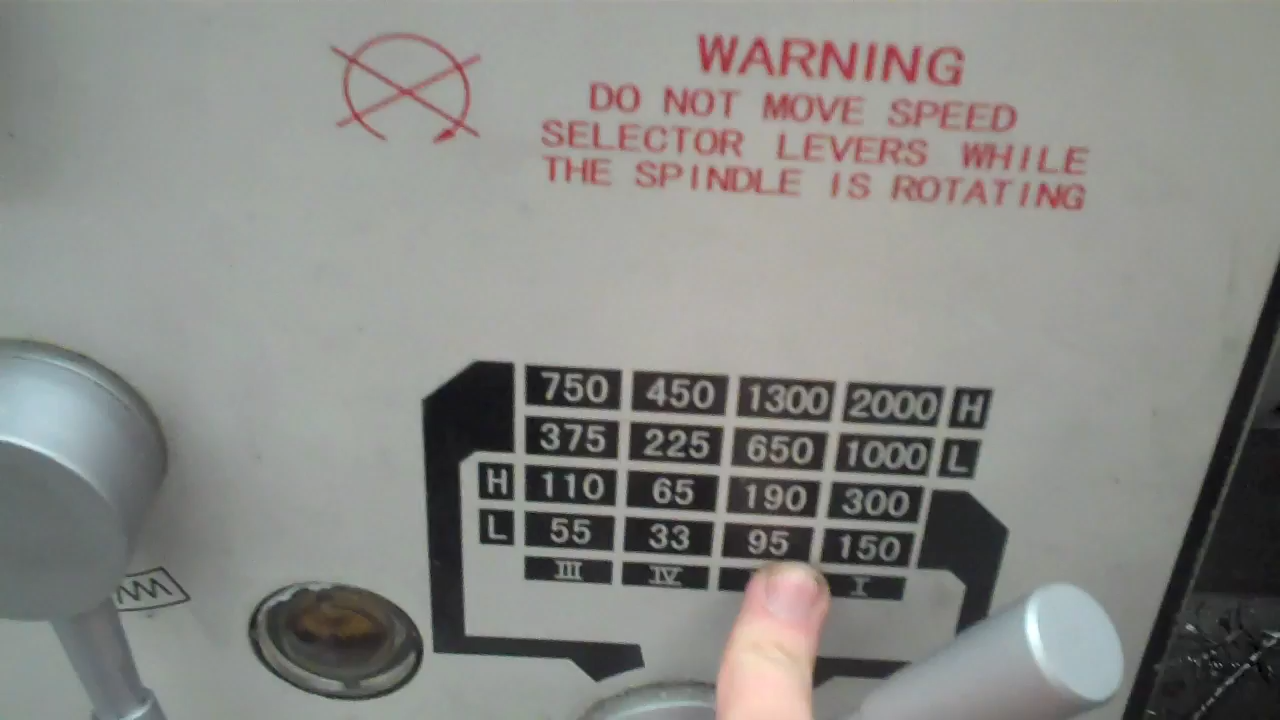 WARNING
DO NOT MOVE SPEED
SELECTOR LEVERS WHILE
THE SPINDLE IS ROTATING
750 450 1300 2000 H
375 225 650 1000 L
H 110 65 190 300
L 55 33 95 150
III IV I